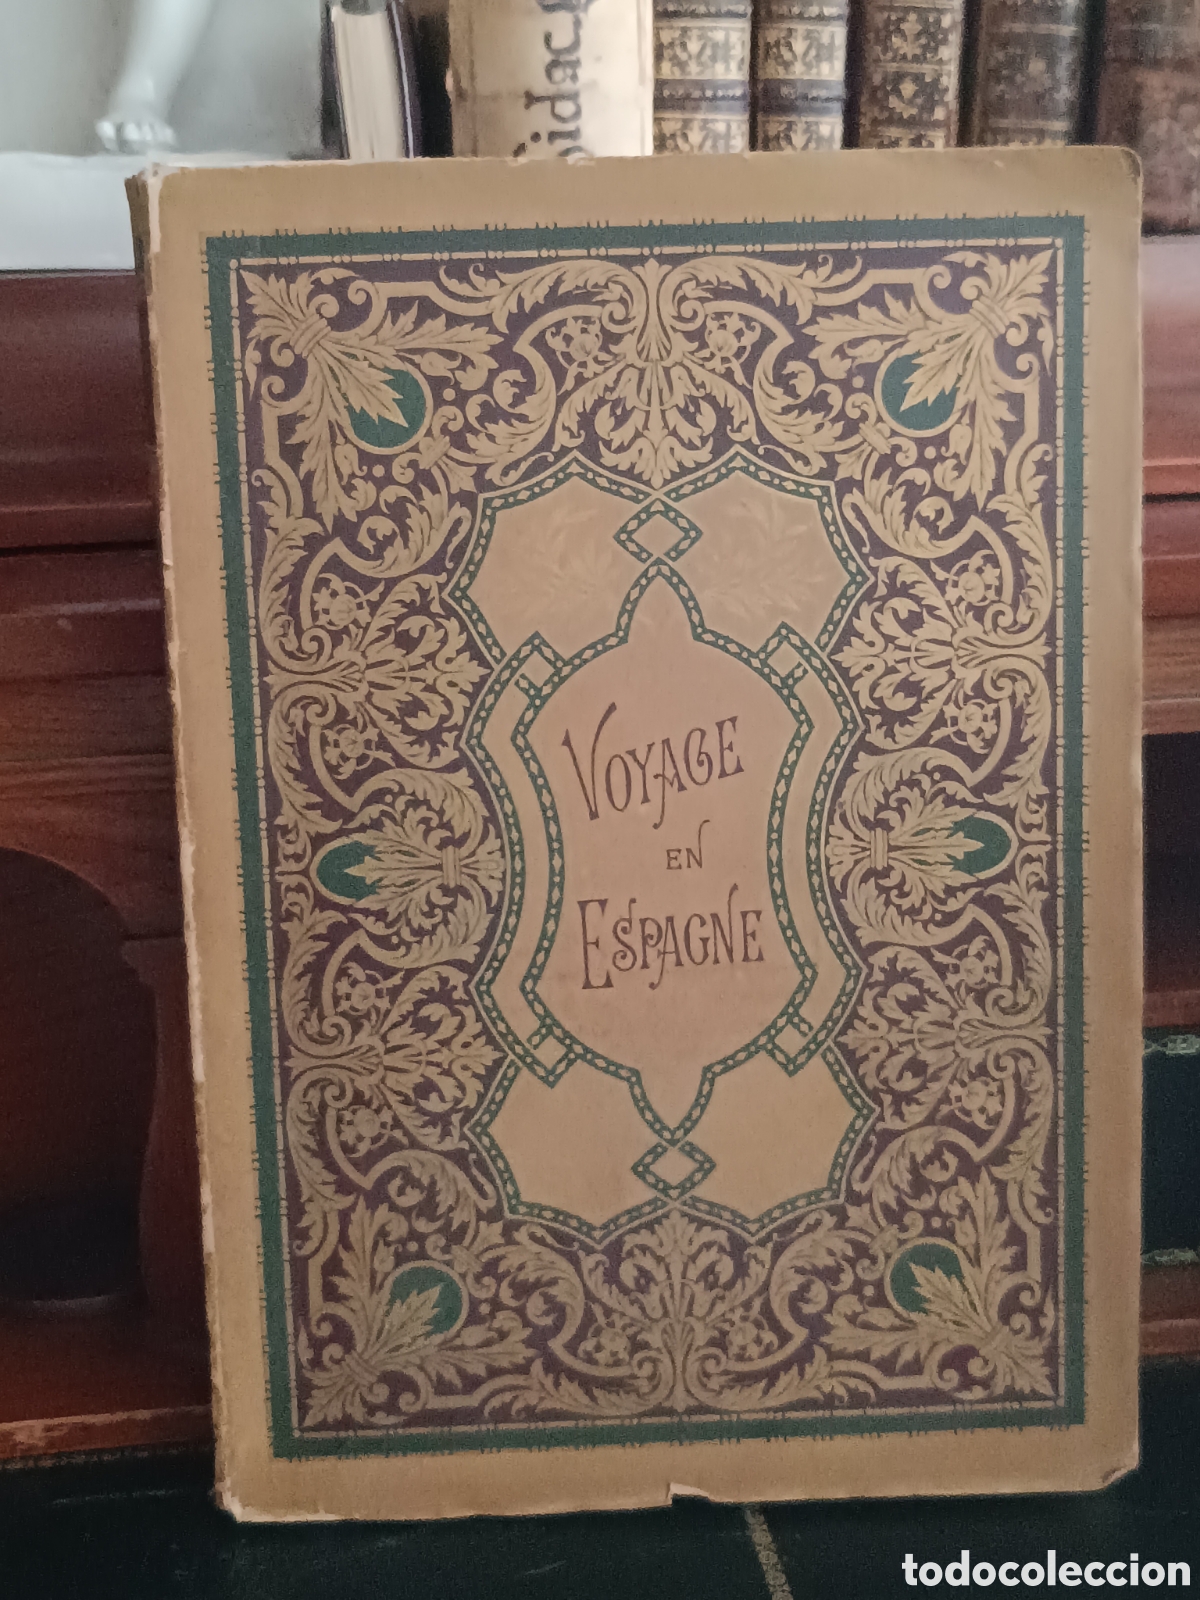 VOYAGE
EN
ESPAGNE
todocoleccion